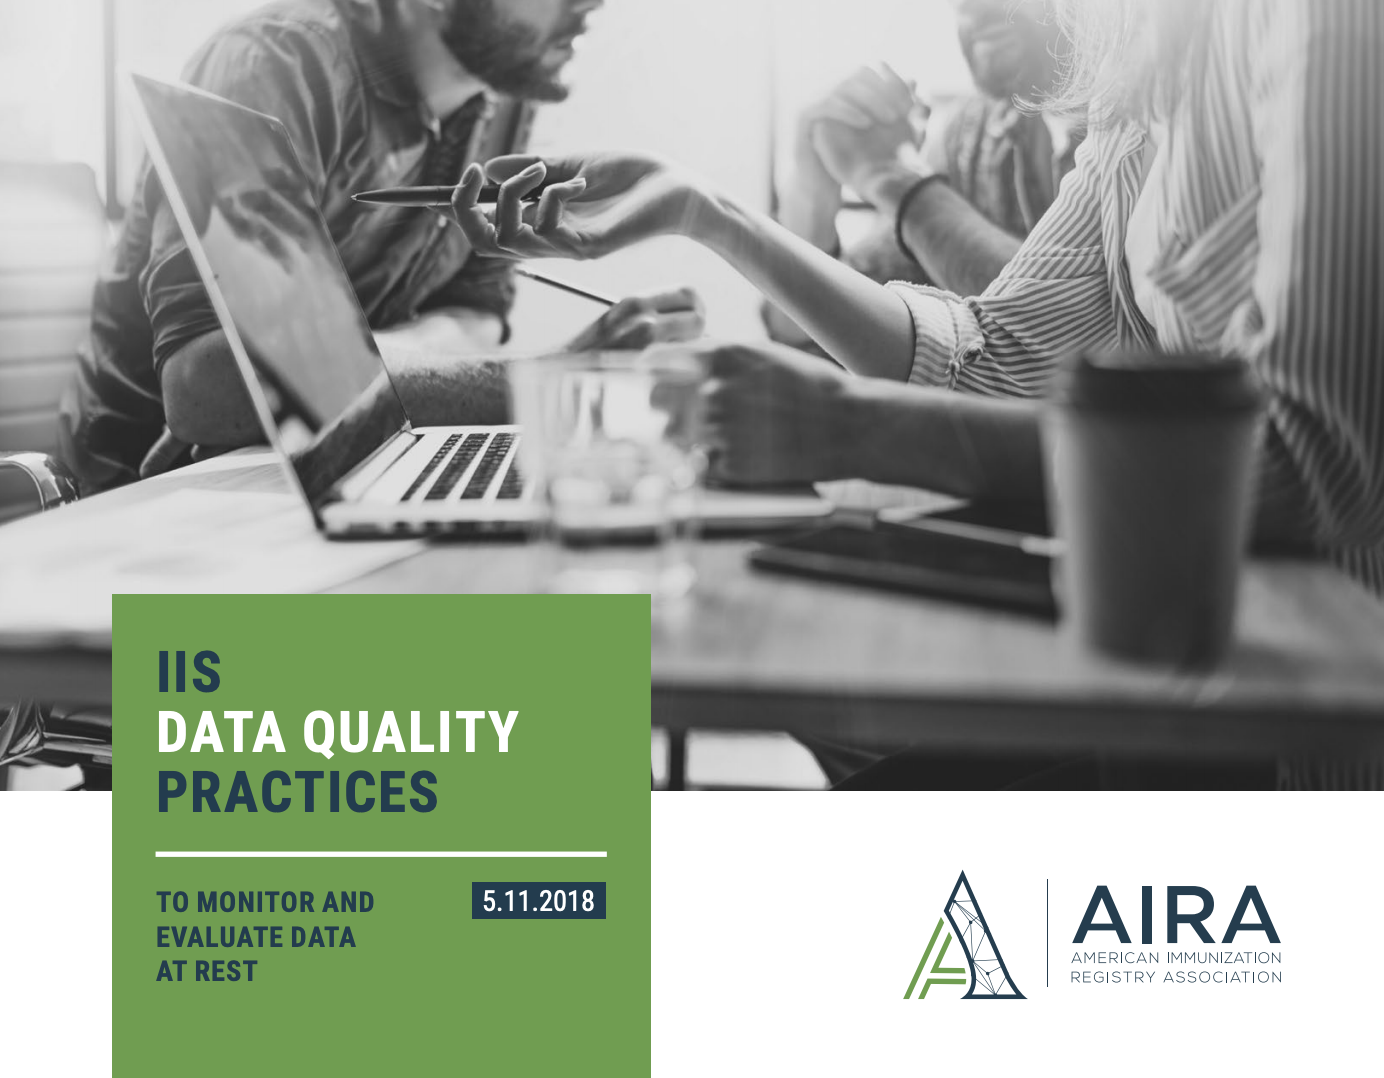 IIS
DATA QUALITY
PRACTICES
TO MONITOR AND
EVALUATE DATA
AT REST
5.11.2018
AIRA
AMERICAN IMMUNIZATION
REGISTRY ASSOCIATION